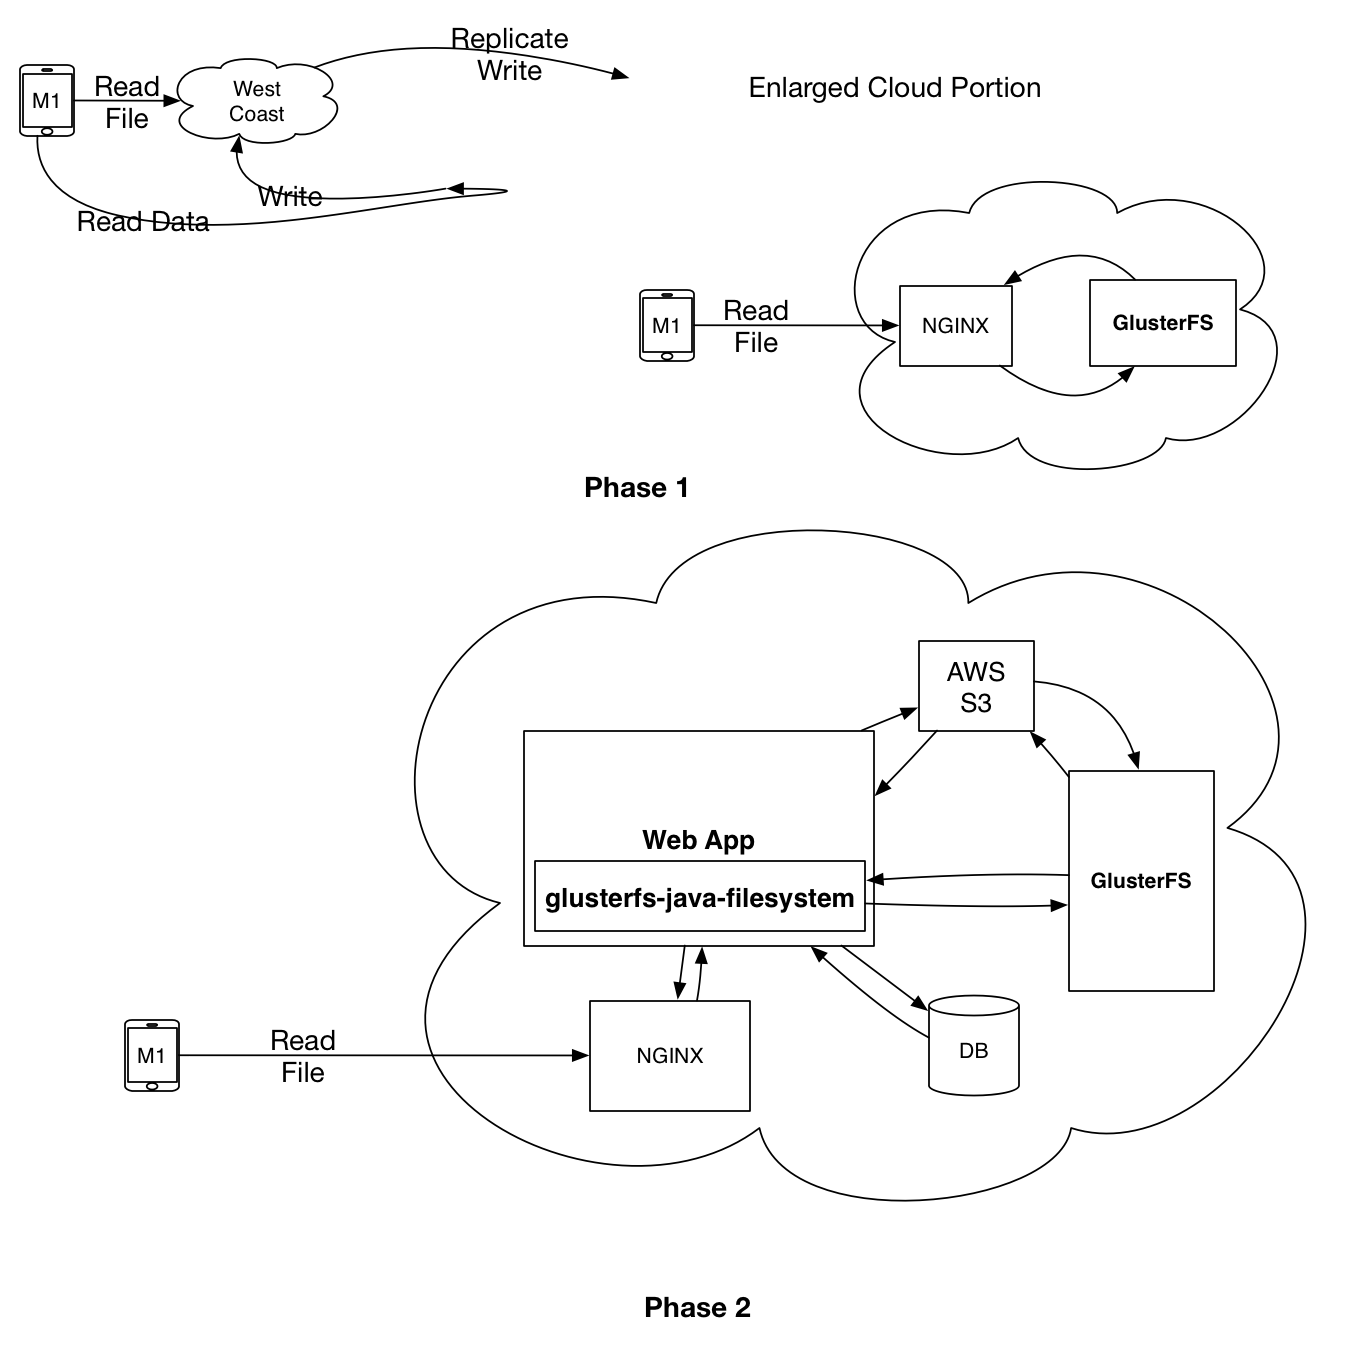 Replicate
Write
M1
Read
File
West
Coast
Enlarged Cloud Portion
Write
Read Data
M1
Read
File
NGINX
GlusterFS
Phase 1
AWS
S3
Web App
glusterfs-java-filesystem
GlusterFS
M1
Read
File
NGINX
DB
Phase 2